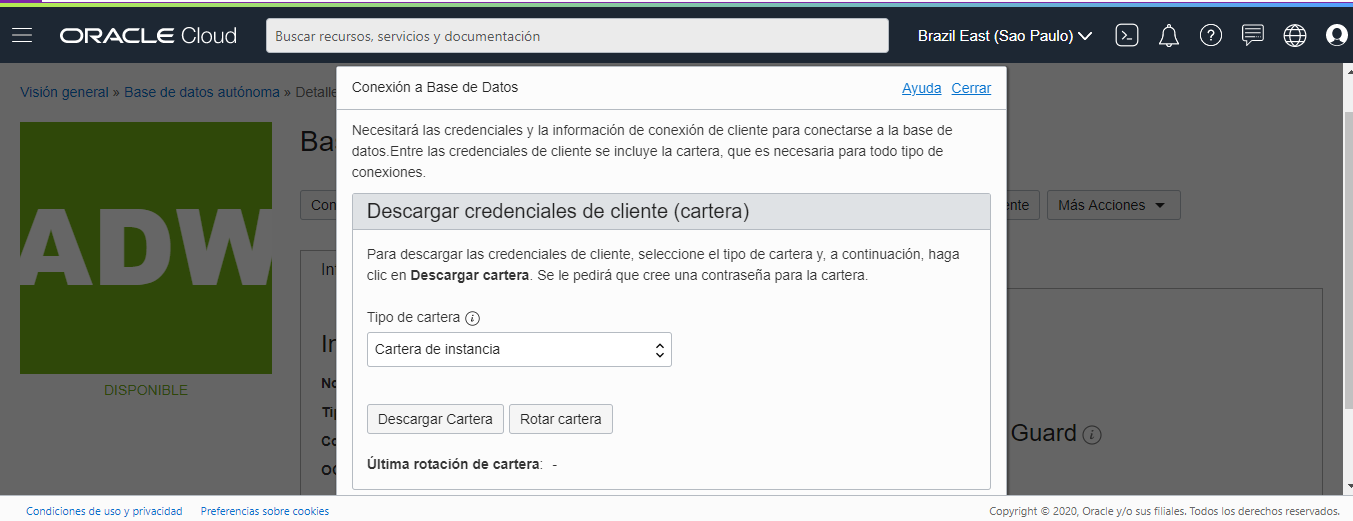 ORACLE Cloud
Buscar recursos, servicios y documentación
Brazil East (Sao Paulo)
Visión general » Base de datos autónoma » Detalle
Conexión a Base de Datos
Ayuda Cerrar
Necesitará las credenciales y la información de conexión de cliente para conectarse a la base de
datos.Entre las credenciales de cliente se incluye la cartera, que es necesaria para todo tipo de
conexiones.
Descargar credenciales de cliente (cartera)
Para descargar las credenciales de cliente, seleccione el tipo de cartera y, a continuación, haga
clic en Descargar cartera. Se le pedirá que cree una contraseña para la cartera.
Tipo de cartera
Cartera de instancia
Descargar Cartera Rotar cartera
Última rotación de cartera: -
ADW
DISPONIBLE
Ba
Con
ente
Más Acciones
In
No
Co
Guard
Condiciones de uso y privacidad Preferencias sobre cookies
Copyright © 2020, Oracle y/o sus filiales. Todos los derechos reservados.